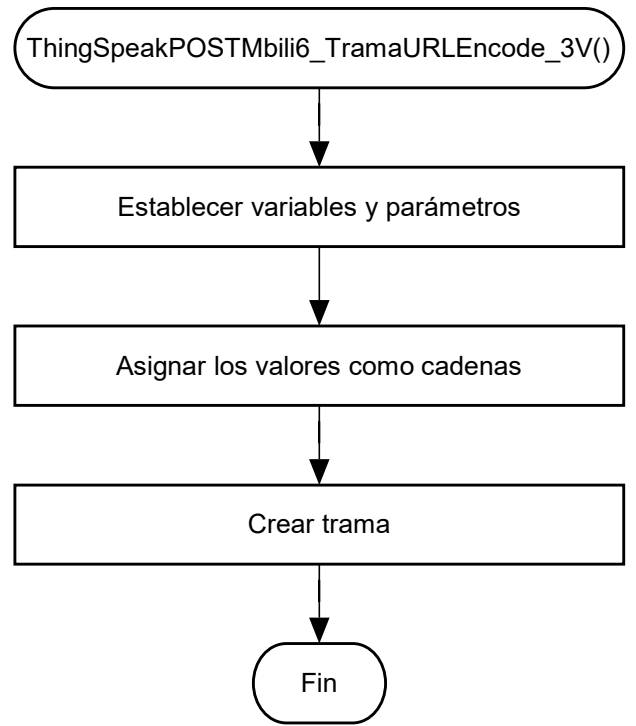 ThingSpeakPOSTMbili6_TramaURLEncode_3V()
Establecer variables y parámetros
Asignar los valores como cadenas
Crear trama
Fin